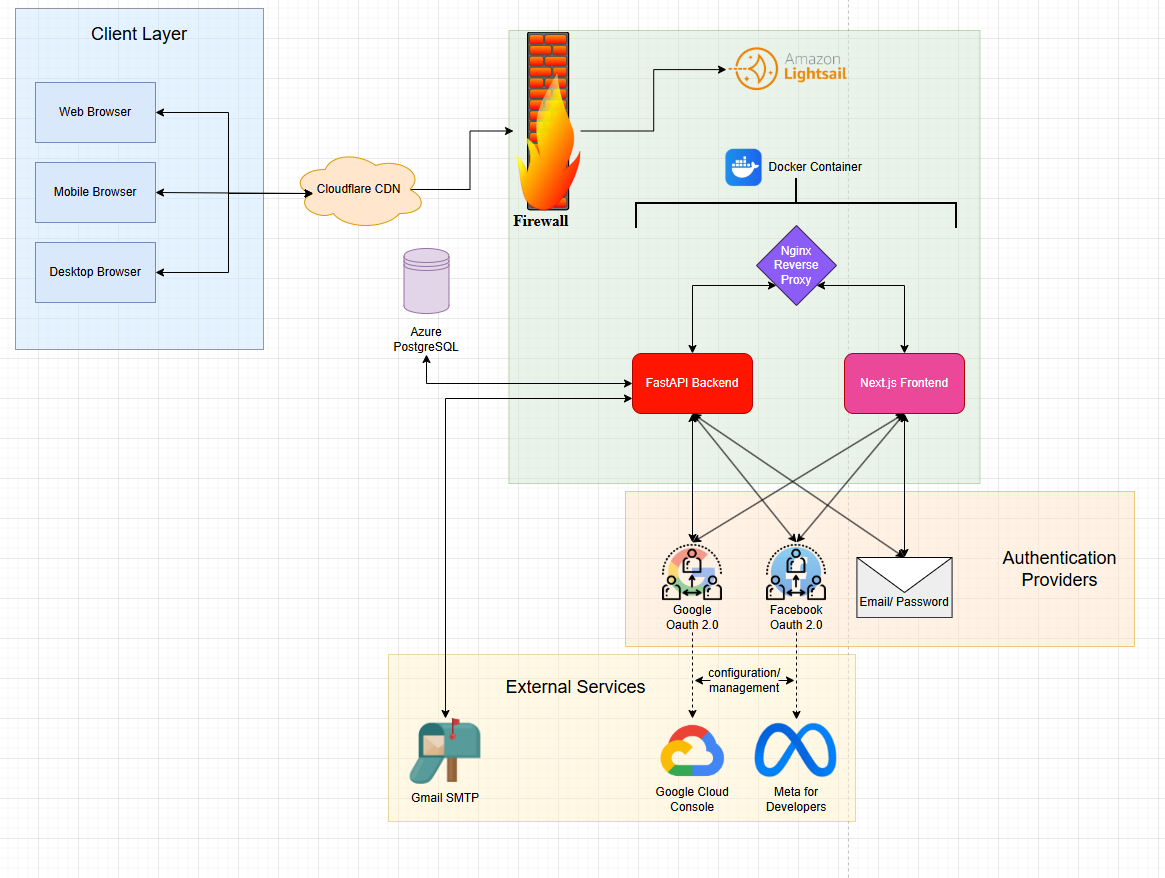 Client Layer
Web Browser
Mobile Browser
Desktop Browser
Cloudflare CDN
Firewall
Amazon
Lightsail
Docker Container
Nginx
Reverse
Proxy
Azure
PostgreSQL
FastAPI Backend
Next.js Frontend
Authentication
Providers
Google
Oauth 2.0
Facebook
Oauth 2.0
Email/ Password
External Services
configuration/
management
Gmail SMTP
Google Cloud
Console
Meta for
Developers